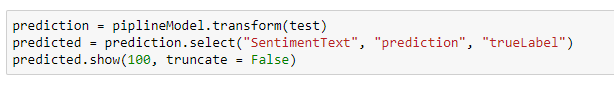 prediction = piplineModel.transform(test)
predicted = prediction.select("SentimentText", "prediction", "trueLabel")
predicted.show(100, truncate = False)